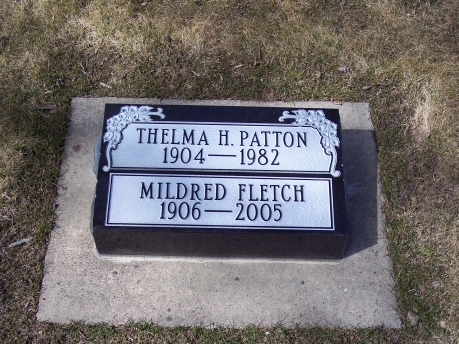 THELMA H. PATTON
1904—1982
MILDRED FLETCH
1906—2005